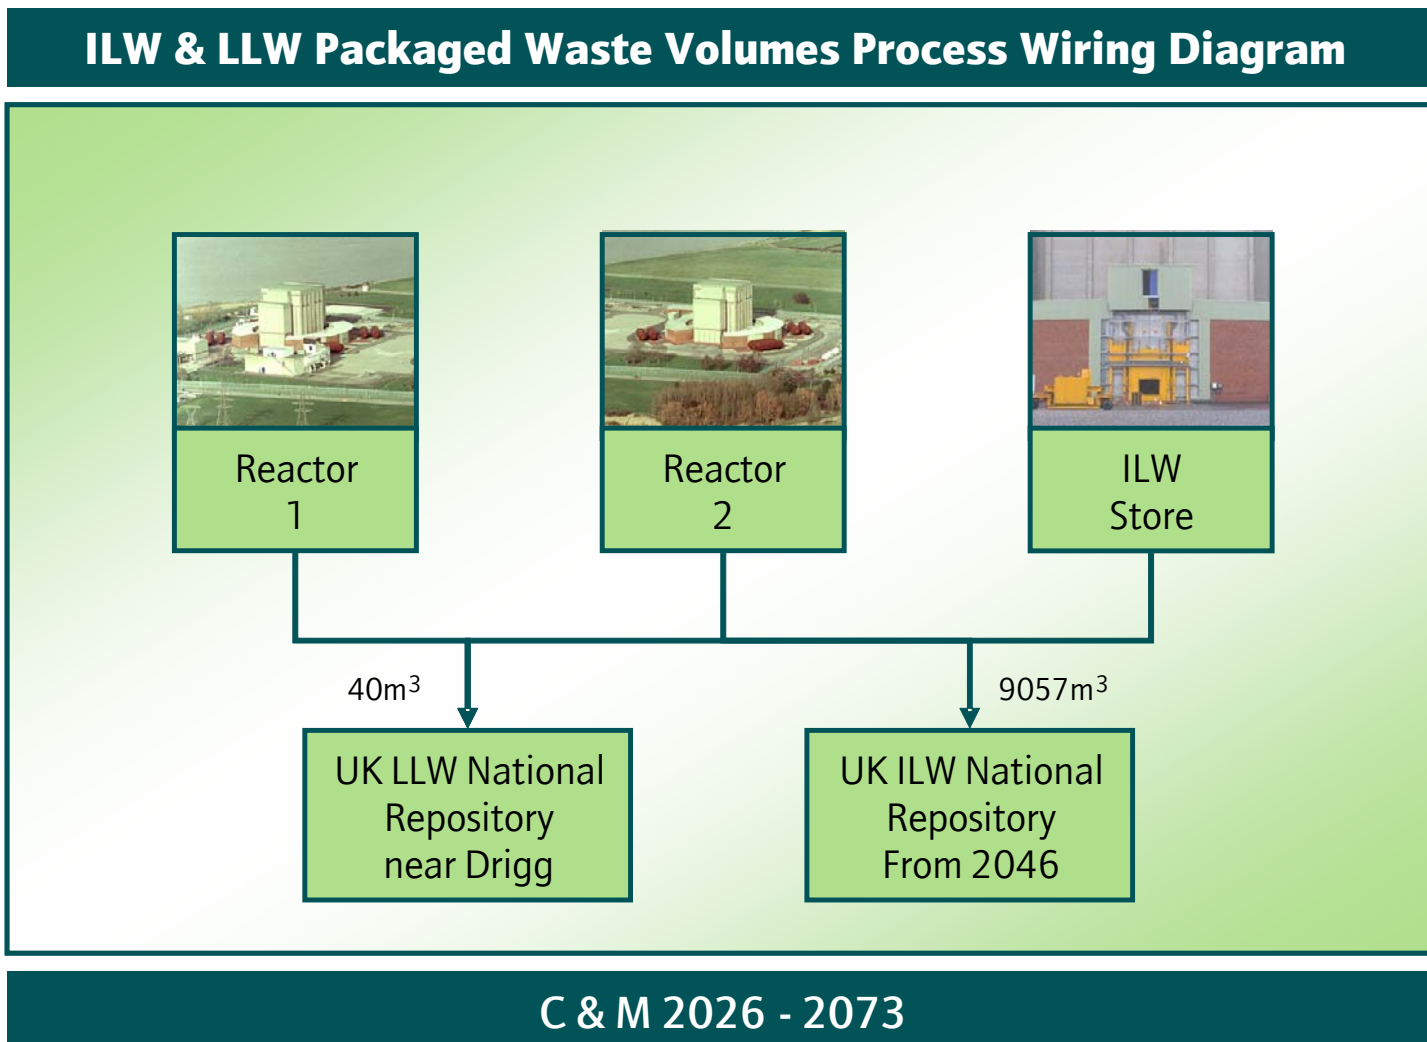 ILW & LLW Packaged Waste Volumes Process Wiring Diagram
Reactor
1
Reactor
2
ILW
Store
40m³
9057m³
UK LLW National
Repository
near Drigg
UK ILW National
Repository
From 2046
C & M 2026 - 2073